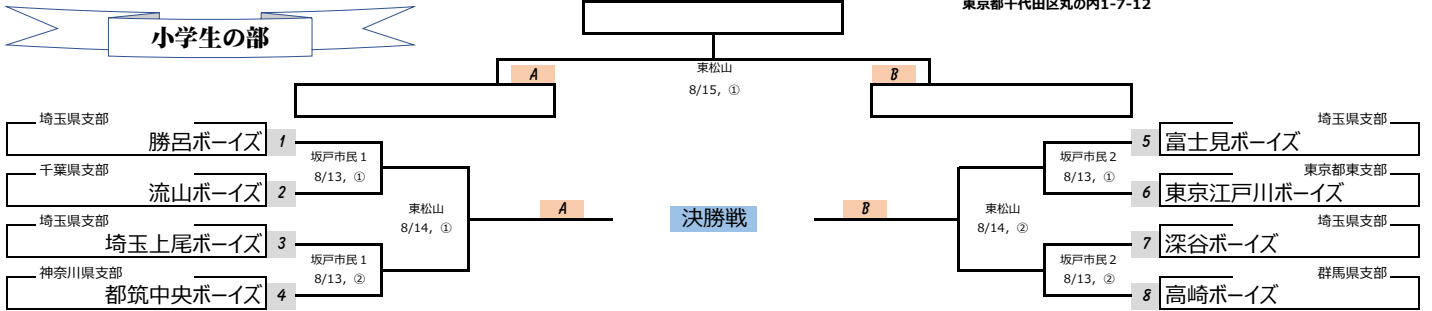 東京都千代田区丸の内1-7-12
小学生の部
A
東松山
8/15, ①
B
埼玉県支部
勝呂ボーイズ 1
千葉県支部
流山ボーイズ 2
埼玉県支部
埼玉上尾ボーイズ 3
神奈川県支部
都筑中央ボーイズ 4
坂戸市民1
8/13, ①
坂戸市民1
8/13, ②
東松山
8/14, ①
A
決勝戦
B
東松山
8/14, ②
坂戸市民2
8/13, ①
坂戸市民2
8/13, ②
埼玉県支部
5 富士見ボーイズ
東京都東支部
6 東京江戸川ボーイズ
埼玉県支部
7 深谷ボーイズ
群馬県支部
8 高崎ボーイズ